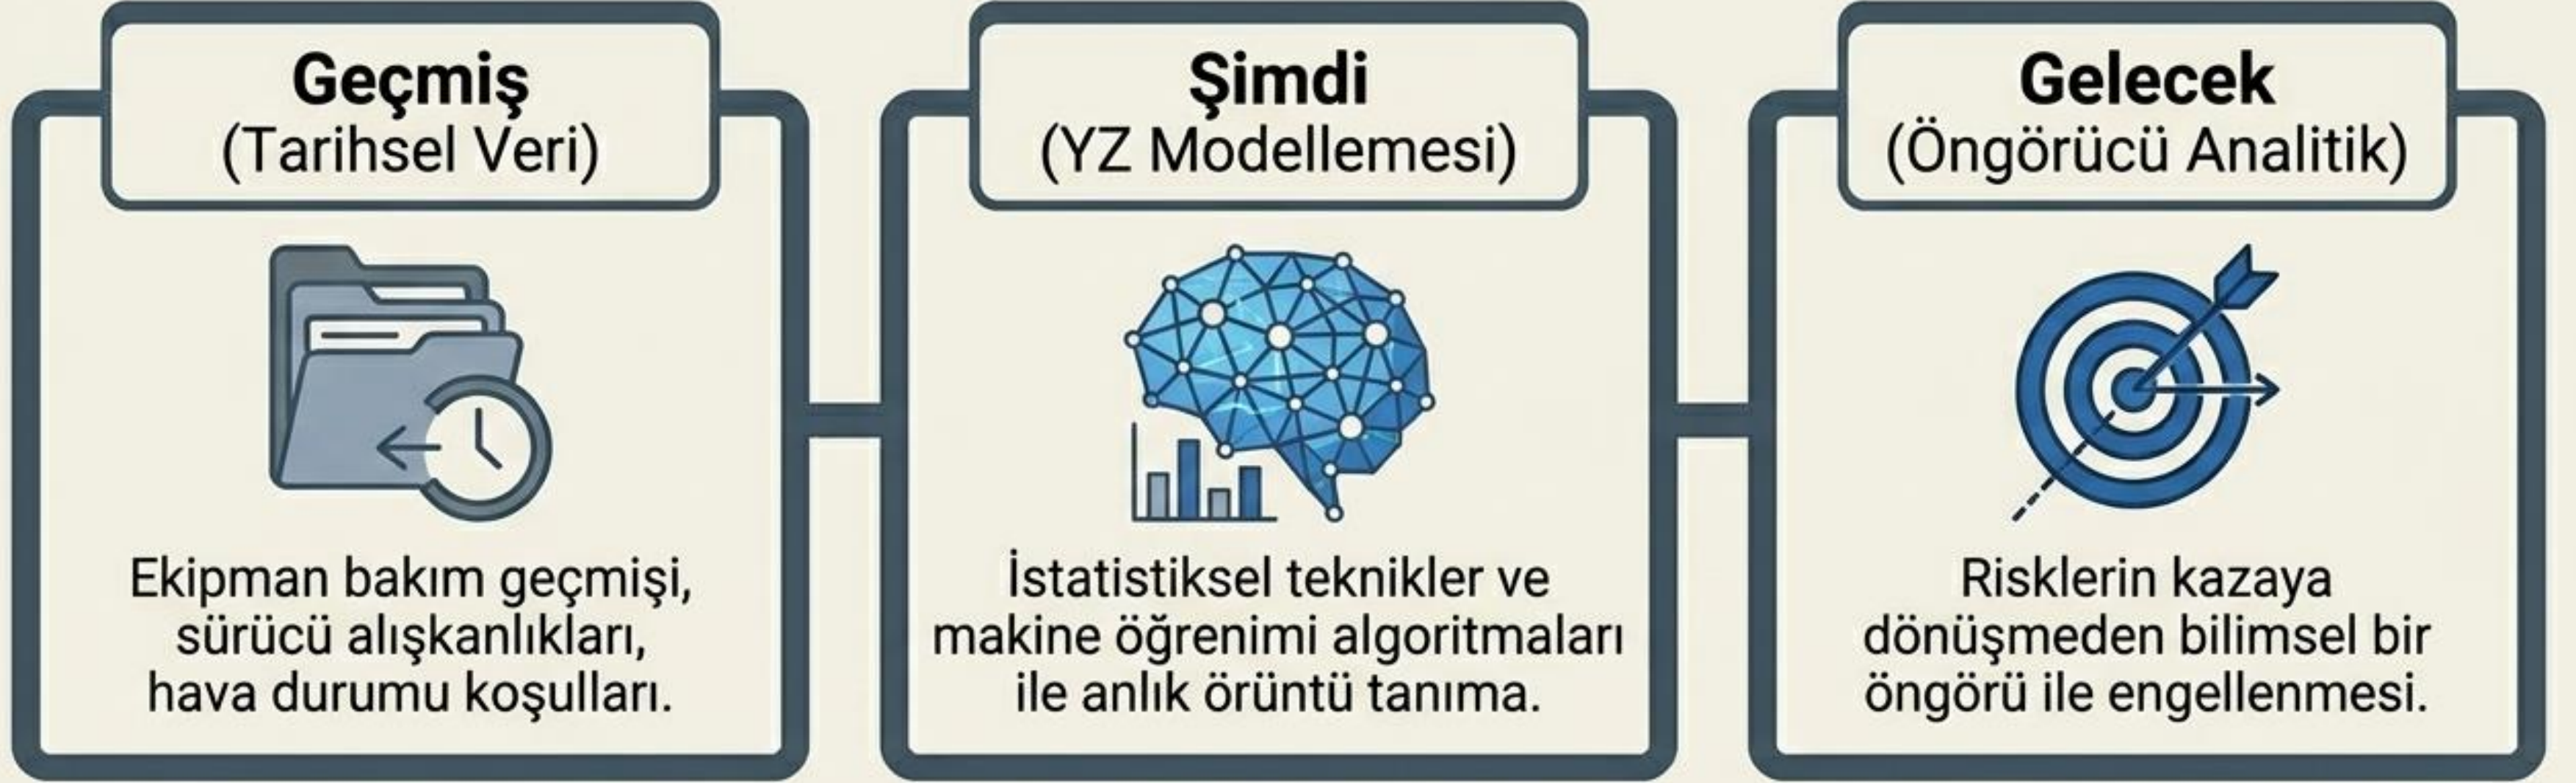 Geçmiş
(Tarihsel Veri)
Ekipman bakım geçmişi,
sürücü alışkanlıkları,
hava durumu koşulları.
Şimdi
(YZ Modellemesi)
İstatistiksel teknikler ve
makine öğrenimi algoritmaları
ile anlık örüntü tanıma.
Gelecek
(Öngörücü Analitik)
Risklerin kazaya
dönüşmeden bilimsel bir
öngörü ile engellenmesi.